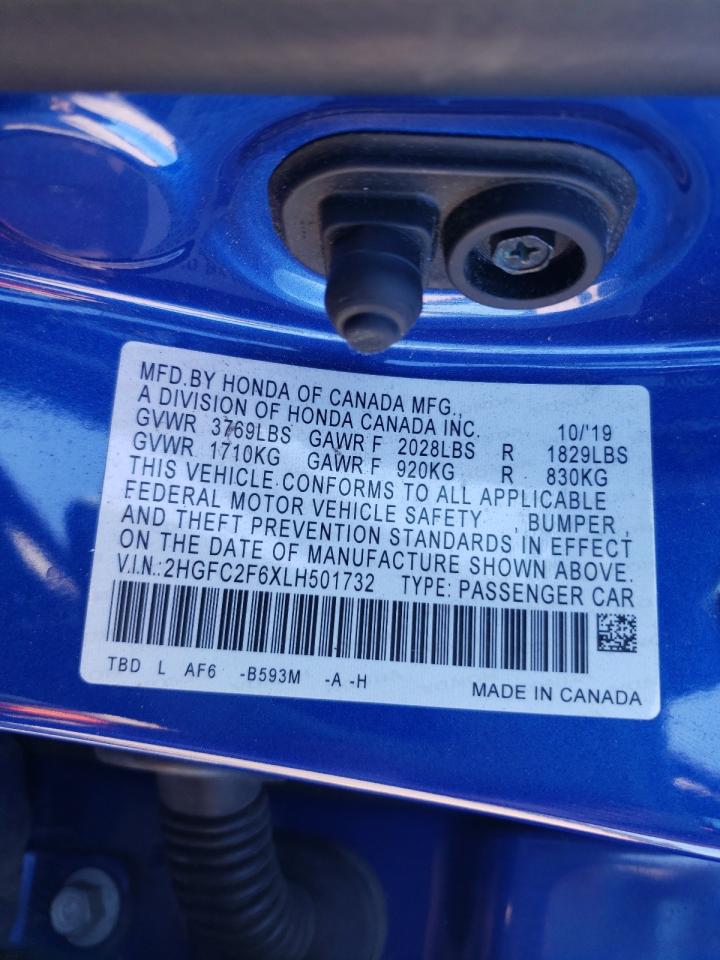 MFD.BY HONDA OF CANADA MFG.,
A DIVISION OF HONDA CANADA INC. 10/'19
GVWR 3769LBS GAWR F 2028LBS R 1829LBS
GVWR 1710KG GAWR F 920KG R 830KG
THIS VEHICLE CONFORMS TO ALL APPLICABLE
FEDERAL MOTOR VEHICLE SAFETY , BUMPER ,
AND THEFT PREVENTION STANDARDS IN EFFECT
ON THE DATE OF MANUFACTURE SHOWN ABOVE.
V.I.N.:2HGFC2F6XLH501732 TYPE: PASSENGER CAR
TBD L AF6 -B593M -A -H
MADE IN CANADA